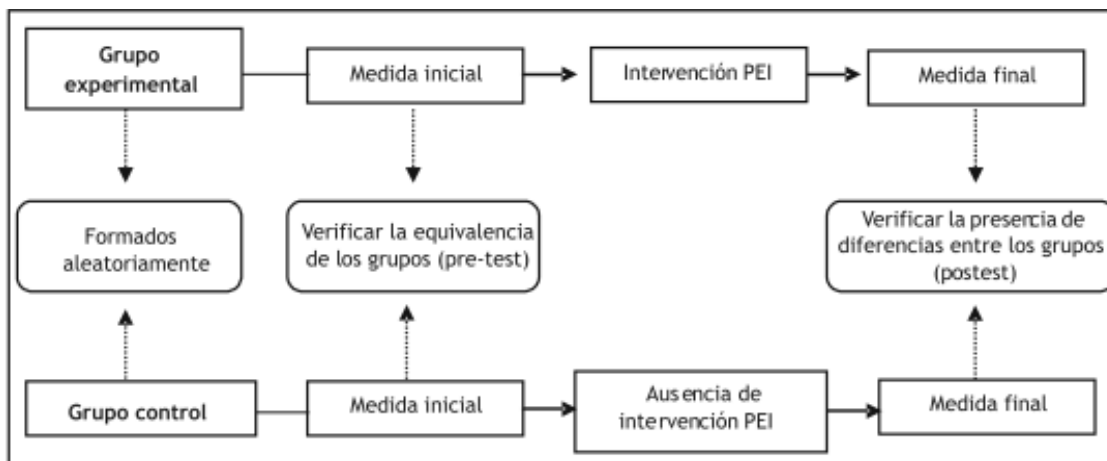 Grupo
experimental
Medida inicial
Intervención PEI
Medida final
Formados
aleatoriamente
Verificar la equivalencia
de los grupos (pre-test)
Verificar la presencia de
diferencias entre los grupos
(postest)
Grupo control
Medida inicial
Ausencia de
intervención PEI
Medida final